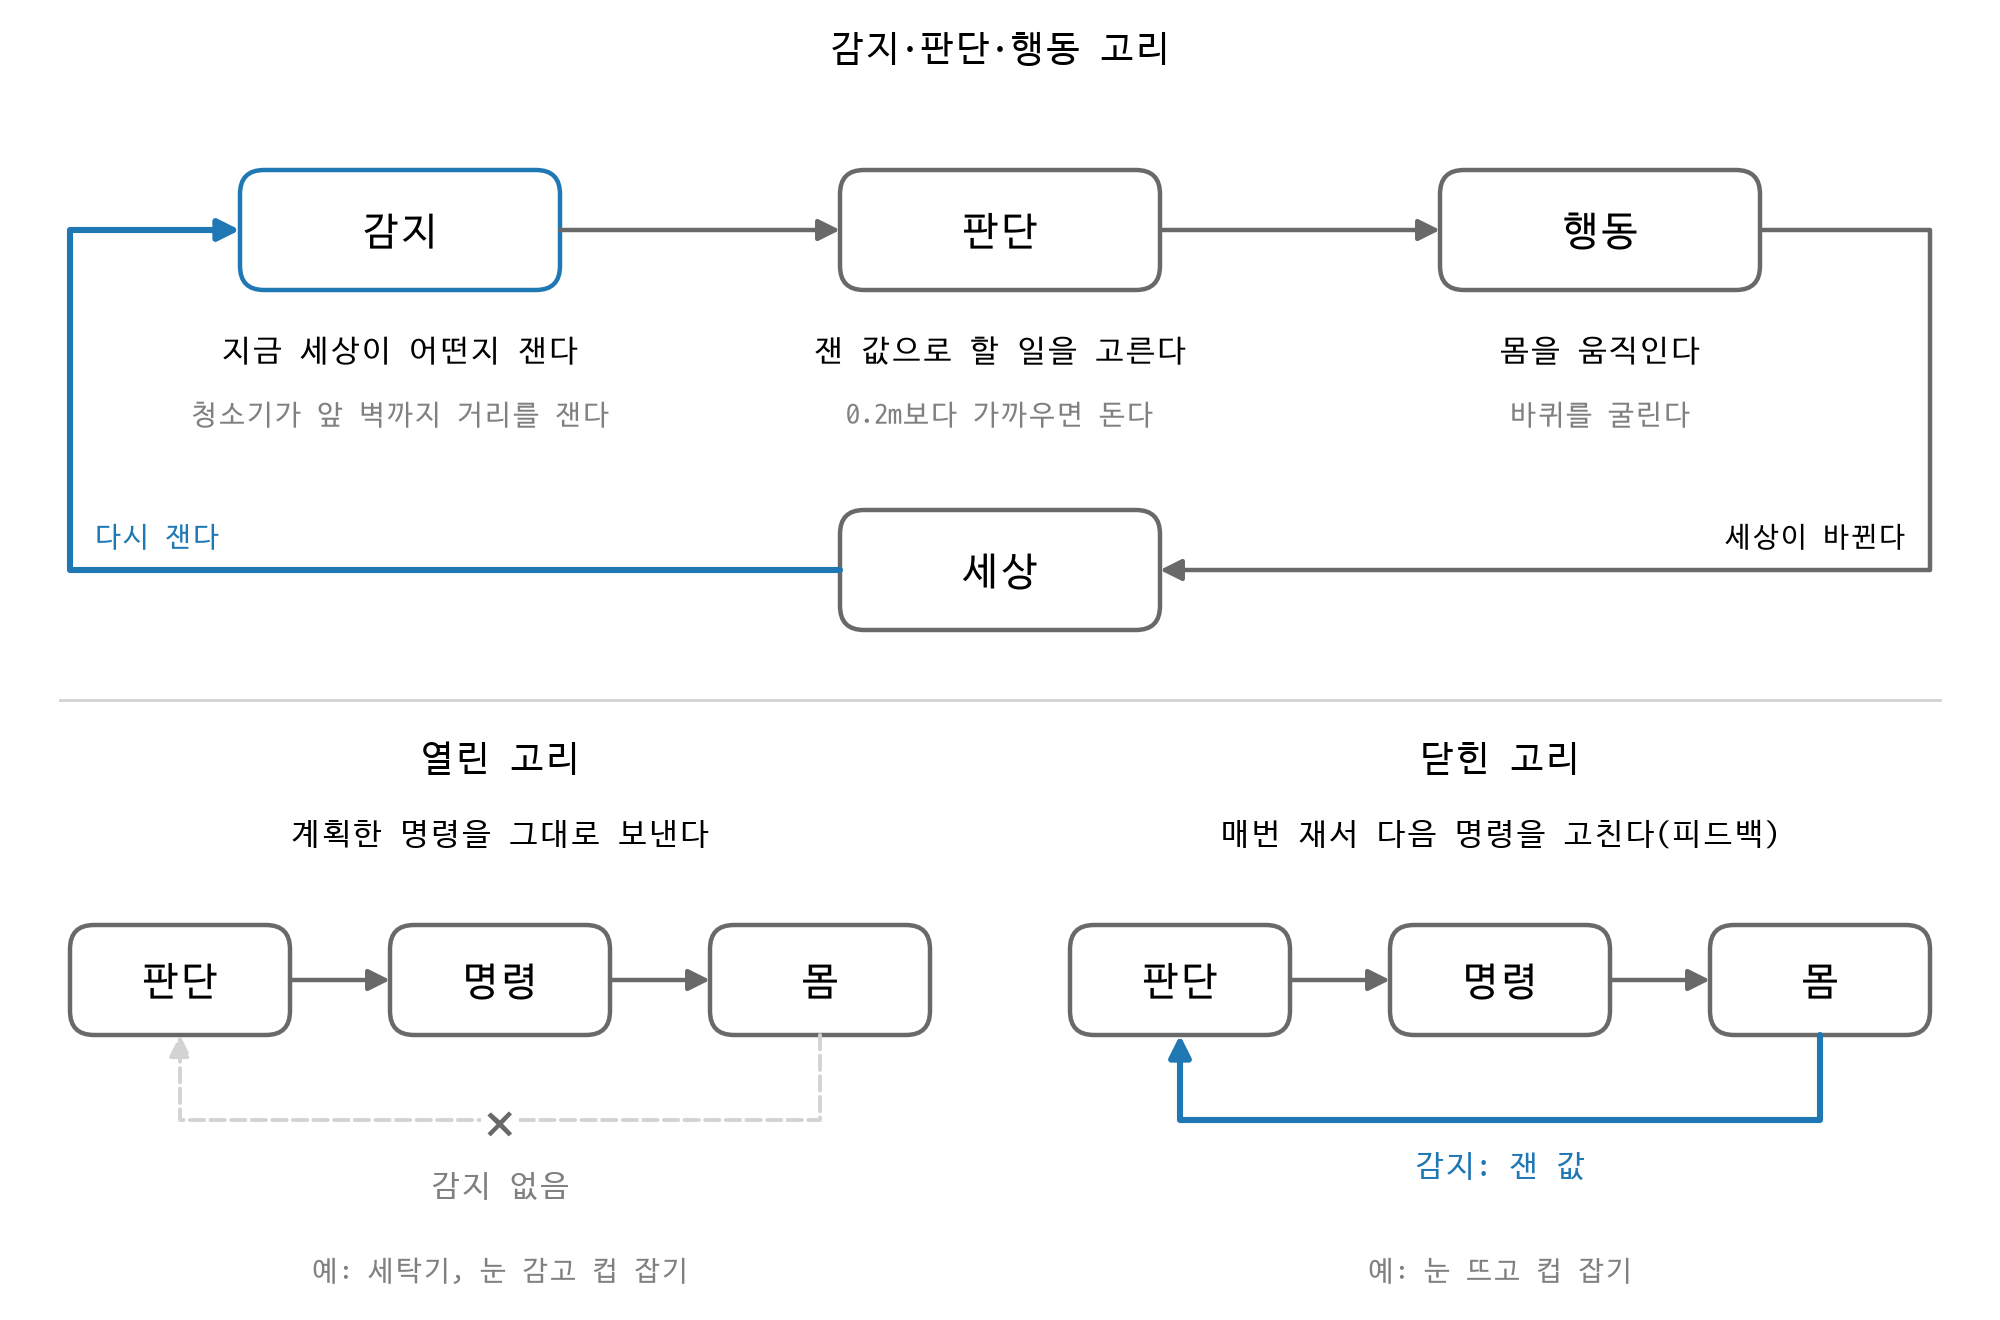 감지·판단·행동 고리
감지
판단
행동
지금 세상이 어떤지 잰다
잰 값으로 할 일을 고른다
몸을 움직인다
청소기가 앞 벽까지 거리를 잰다
0.2m보다 가까우면 돈다
바퀴를 굴린다
다시 잰다
세상
세상이 바뀐다
열린 고리
계획한 명령을 그대로 보낸다
판단
명령
몸
×
감지 없음
예: 세탁기, 눈 감고 컵 잡기
닫힌 고리
매번 재서 다음 명령을 고친다(피드백)
판단
명령
몸
감지: 잰 값
예: 눈 뜨고 컵 잡기